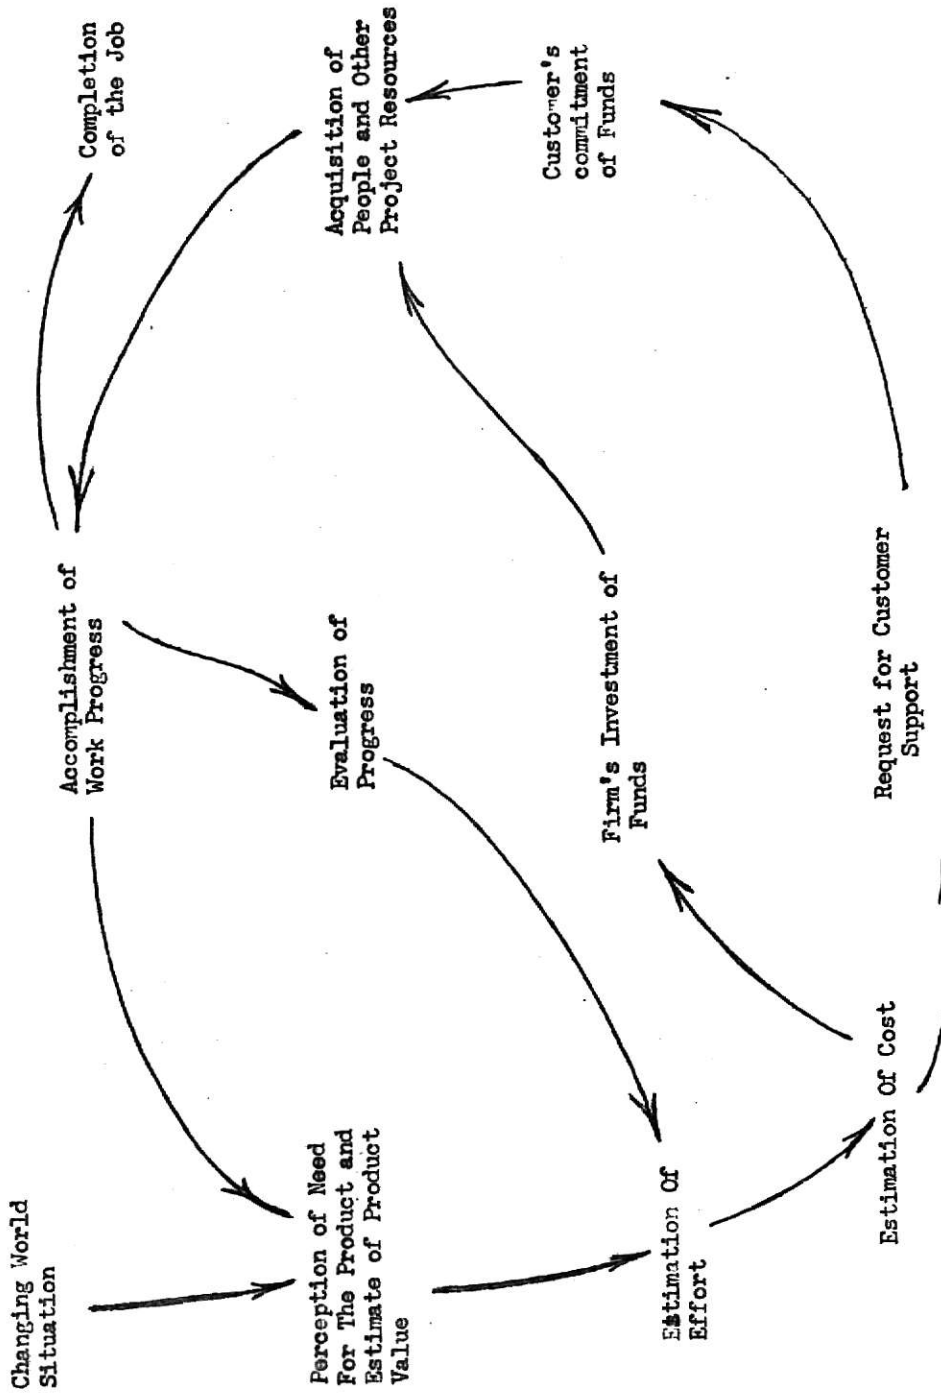 Changing World
Situation
Accomplishment of
Work Progress
Completion
of the Job
Perception of Need
For The Product and
Estimate of Product
Value
Evaluation of
Progress
Acquisition of
People and Other
Project Resources
Estimation Of
Effort
Firm's Investment of
Funds
Customer's
commitment
of Funds
Estimation Of Cost
Request for Customer
Support